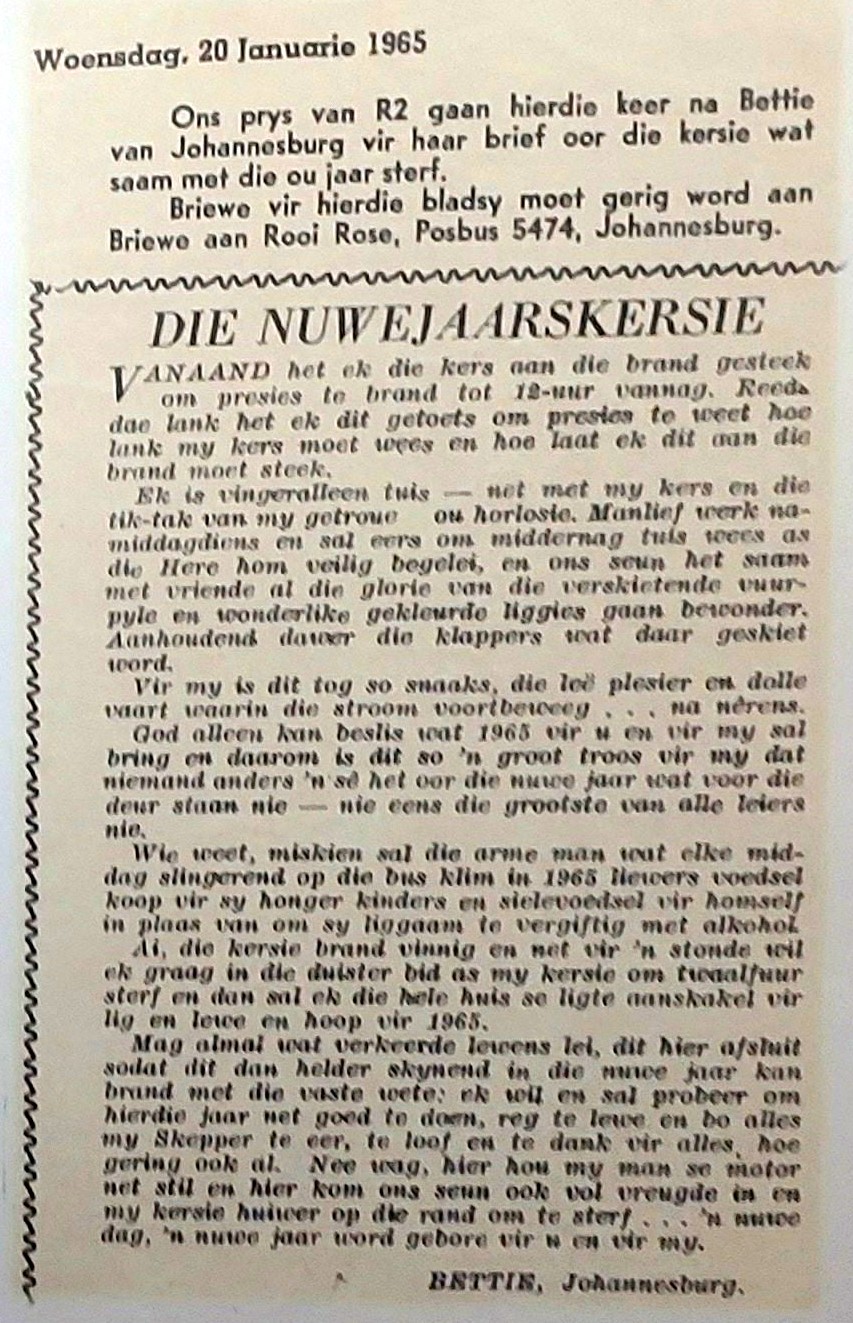 Woensdag, 20 Januarie 1965
Ons prys van R2 gaan hierdie keer na Bettie
van Johannesburg vir haar brief oor die kersie wat
saam met die ou jaar sterf.
Briewe vir hierdie bladsy moet gerig word aan
Briewe aan Rooi Rose, Posbus 5474, Johannesburg.
DIE NUWEJAARSKERSIE
VANAAND het ek die kers aan die brand gesteek
om presies te brand tot 12-uur vannag. Reeds
dae lank het ek dit getoets om presies te weet hoe
lank my kers moet wees en hoe laat ek dit aan die
brand moet steek.
Ek is vingeralleen tuis — net met my kers en die
tik-tak van my getroue ou horlosie. Manlief werk na-
middagdiens en sal eers om middernag tuis wees as
die Here hom veilig begelei, en ons seun het saam
met vriende al die glorie van die verskietende vuur-
pyle en wonderlike gekleurde liggies gaan bewonder.
Aanhoudend dawer die klappers wat daar geskiet
word.
Vir my is dit tog so snaaks, die leë plesier en dolle
vaart waarin die stroom voortbeweeg . . . na nêrens.
God alleen kan beslis wat 1965 vir u en vir my sal
bring en daarom is dit so 'n groot troos vir my dat
niemand anders 'n sê het oor die nuwe jaar wat voor die
deur staan nie — nie eens die grootste van alle leiers
nie.
Wie weet, miskien sal die arme man wat elke mid-
dag slingerend op die bus klim in 1965 liewers voedsel
koop vir sy honger kinders en sielevoedsel vir homself
in plaas van om sy liggaam te vergiftig met alkohol.
Ai, die kersie brand vinnig en net vir 'n stonde wil
ek graag in die duister bid as my kersie om twaalfuur
sterf en dan sal ek die hele huis se ligte aanskakel vir
lig en lewe en hoop vir 1965.
Mag almal wat verkeerde lewens lei, dit hier afsluit
sodat dit dan helder skynend in die nuwe jaar kan
brand met die vaste wete: ek wil en sal probeer om
hierdie jaar net goed te doen, reg te lewe en bo alles
my Skepper te eer, te loof en te dank vir alles, hoe
gering ook al. Nee wag, hier hou my man se motor
net stil en hier kom ons seun ook vol vreugde in en
my kersie huiwer op die rand om te sterf . . . 'n nuwe
dag, 'n nuwe jaar word gebore vir u en vir my.
BETTIE, Johannesburg.